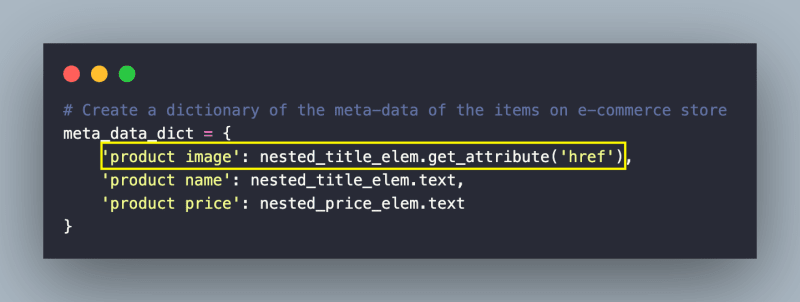 # Create a dictionary of the meta-data of the items on e-commerce store
meta_data_dict = {
    'product image': nested_title_elem.get_attribute('href'),
    'product name': nested_title_elem.text,
    'product price': nested_price_elem.text
}